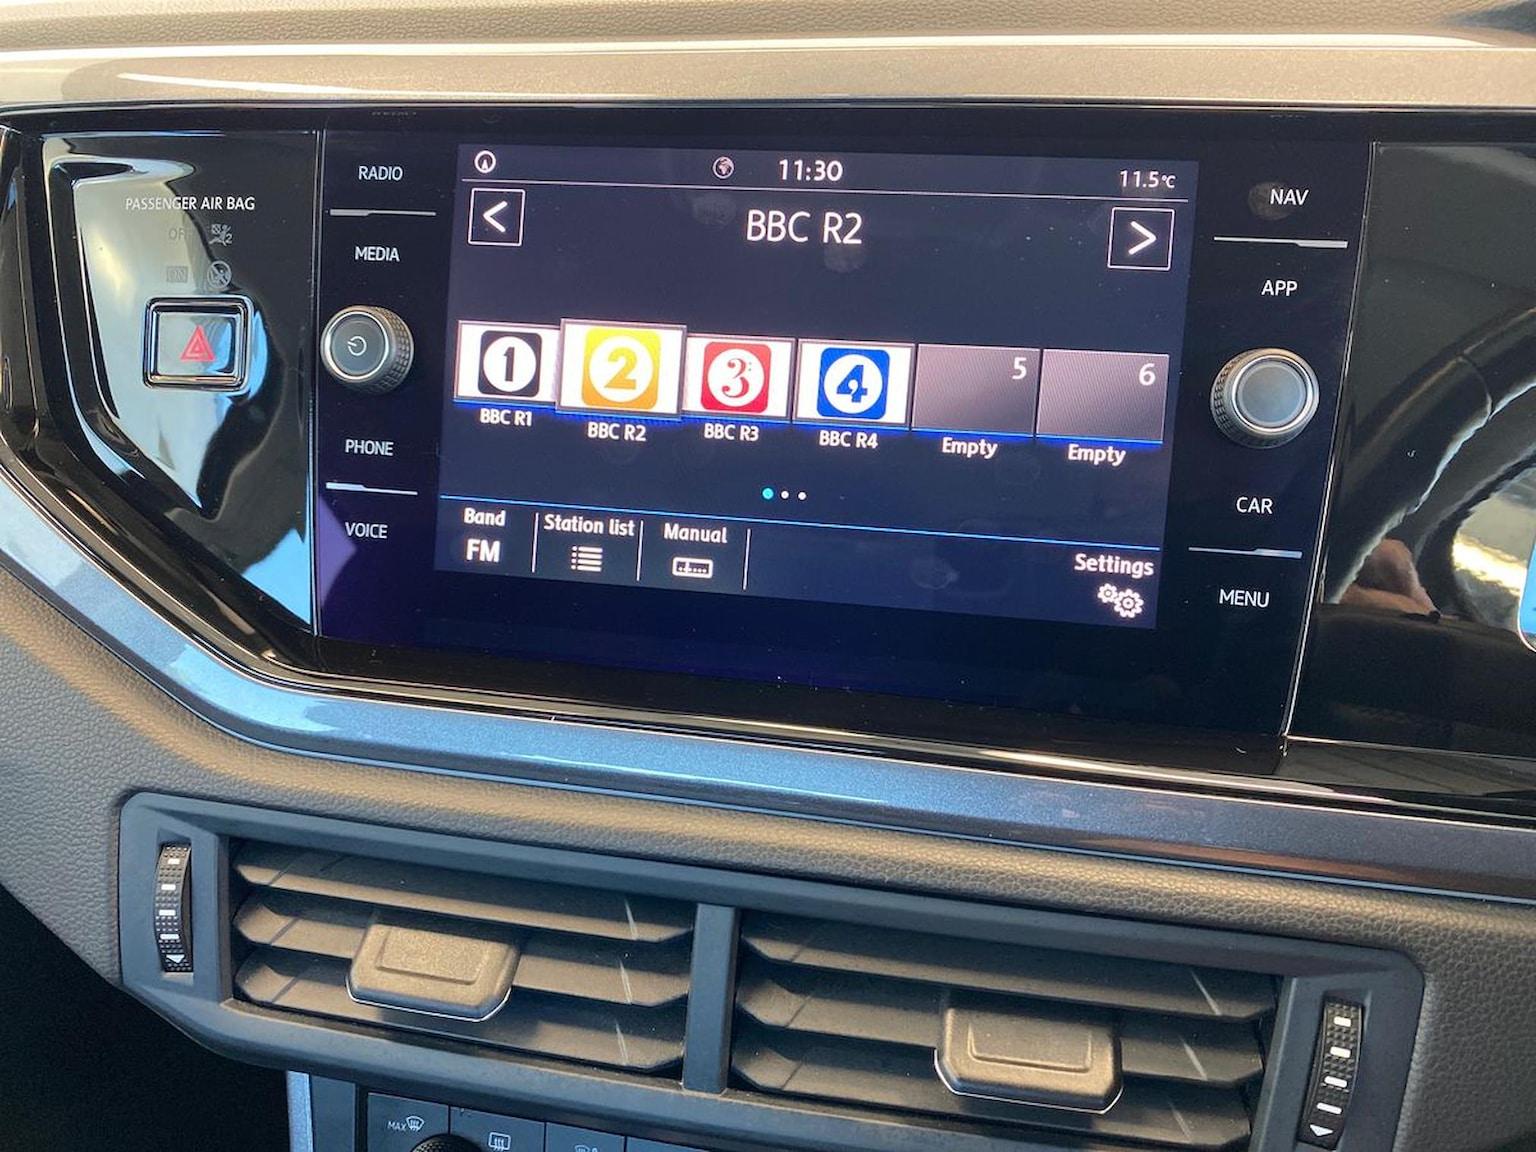 PASSENGER AIR BAG
OFF
ON
RADIO
MEDIA
PHONE
VOICE
11:30
11.5°C
<
BBC R2
>
1
2
3
4
5
6
BBC R1
BBC R2
BBC R3
BBC R4
Empty
Empty
Band
FM
Station list
Manual
Settings
NAV
APP
CAR
MENU
MAX